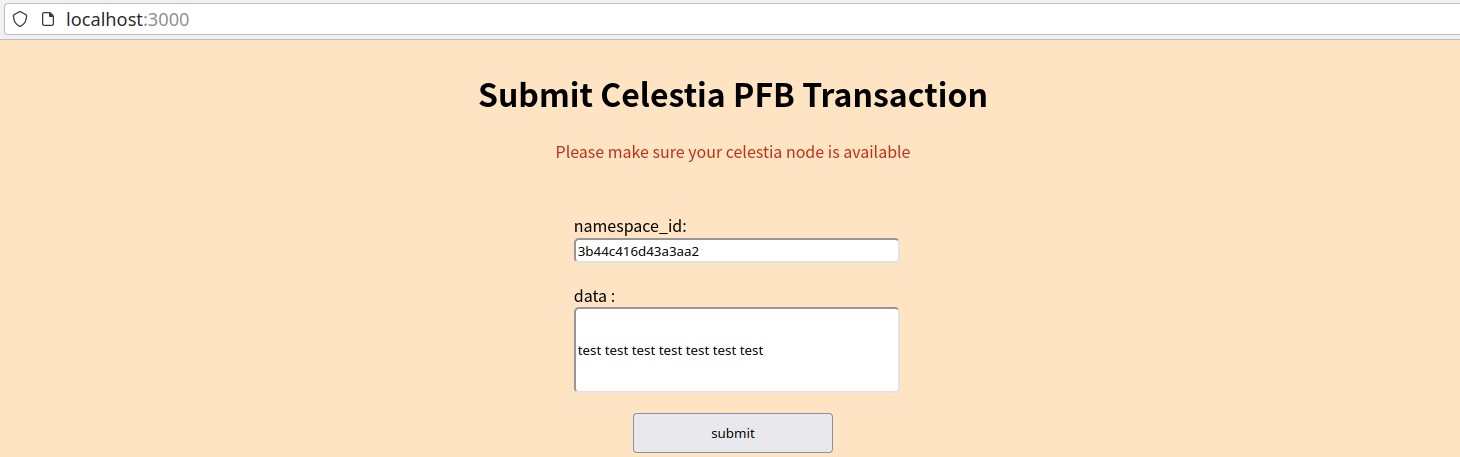 localhost:3000
Submit Celestia PFB Transaction
Please make sure your celestia node is available
namespace_id:
3b44c416d43a3aa2
data :
test test test test test test test
submit